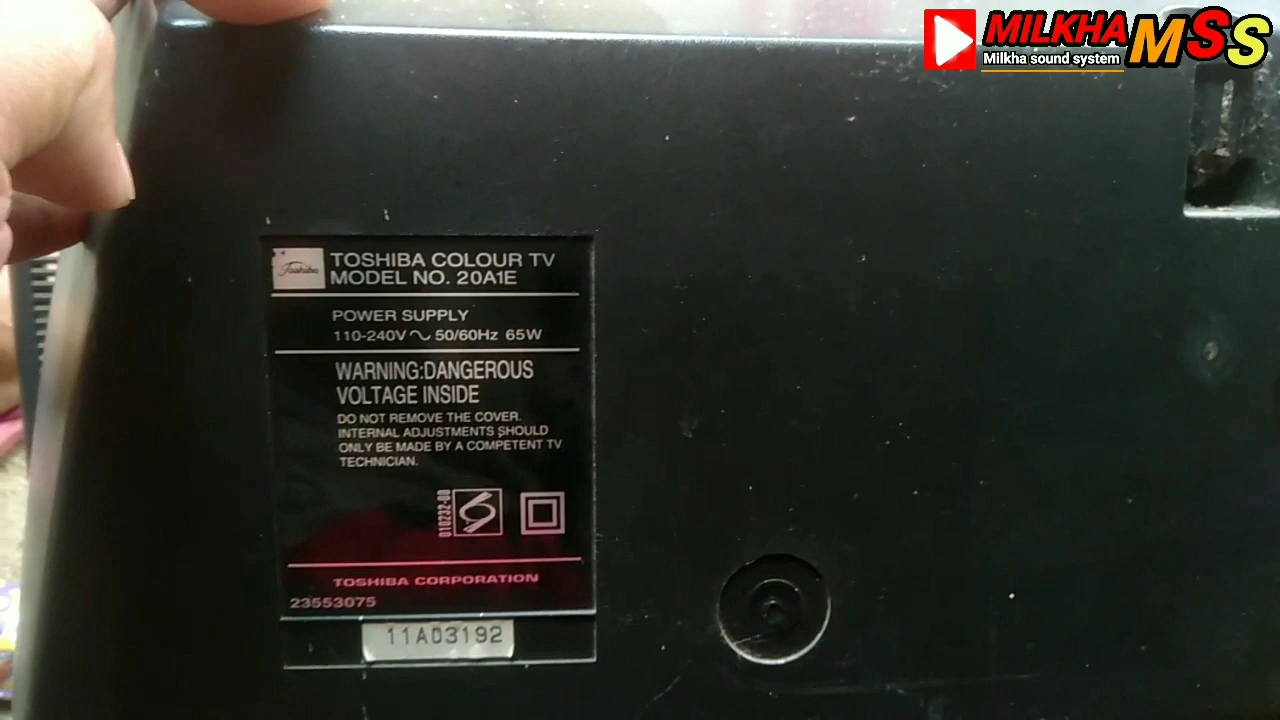 MILKHA MSS
Milkha sound system
Toshiba
TOSHIBA COLOUR TV
MODEL NO. 20A1E
POWER SUPPLY
110-240V~ 50/60Hz 65W
WARNING:DANGEROUS
VOLTAGE INSIDE
DO NOT REMOVE THE COVER.
INTERNAL ADJUSTMENTS SHOULD
ONLY BE MADE BY A COMPETENT TV
TECHNICIAN.
010232-00
TOSHIBA CORPORATION
23553075
11A03192